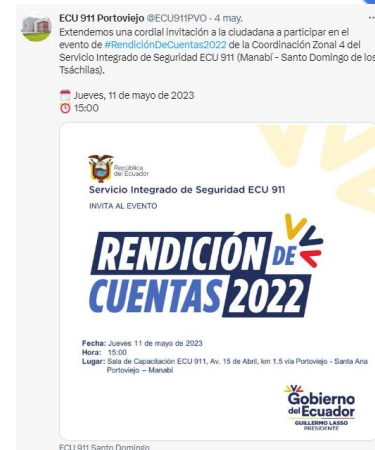 ECU 911 Portoviejo @ECU911PVO · 4 may.
Extendemos una cordial invitación a la ciudadana a participar en el
evento de #RendiciónDeCuentas2022 de la Coordinación Zonal 4 del
Servicio Integrado de Seguridad ECU 911 (Manabí - Santo Domingo de los
Tsáchilas).
Jueves, 11 de mayo de 2023
15:00
República
del Ecuador
Servicio Integrado de Seguridad ECU 911
INVITA AL EVENTO
RENDICIÓN DE
CUENTAS 2022
Fecha: Jueves 11 de mayo de 2023
Hora: 15:00
Lugar: Sala de Capacitación ECU 911, Av. 15 de Abril, km 1.5 vía Portoviejo - Santa Ana
Portoviejo – Manabí
Gobierno
del Ecuador
GUILLERMO LASSO
PRESIDENTE
ECU 911 Santo Domingo